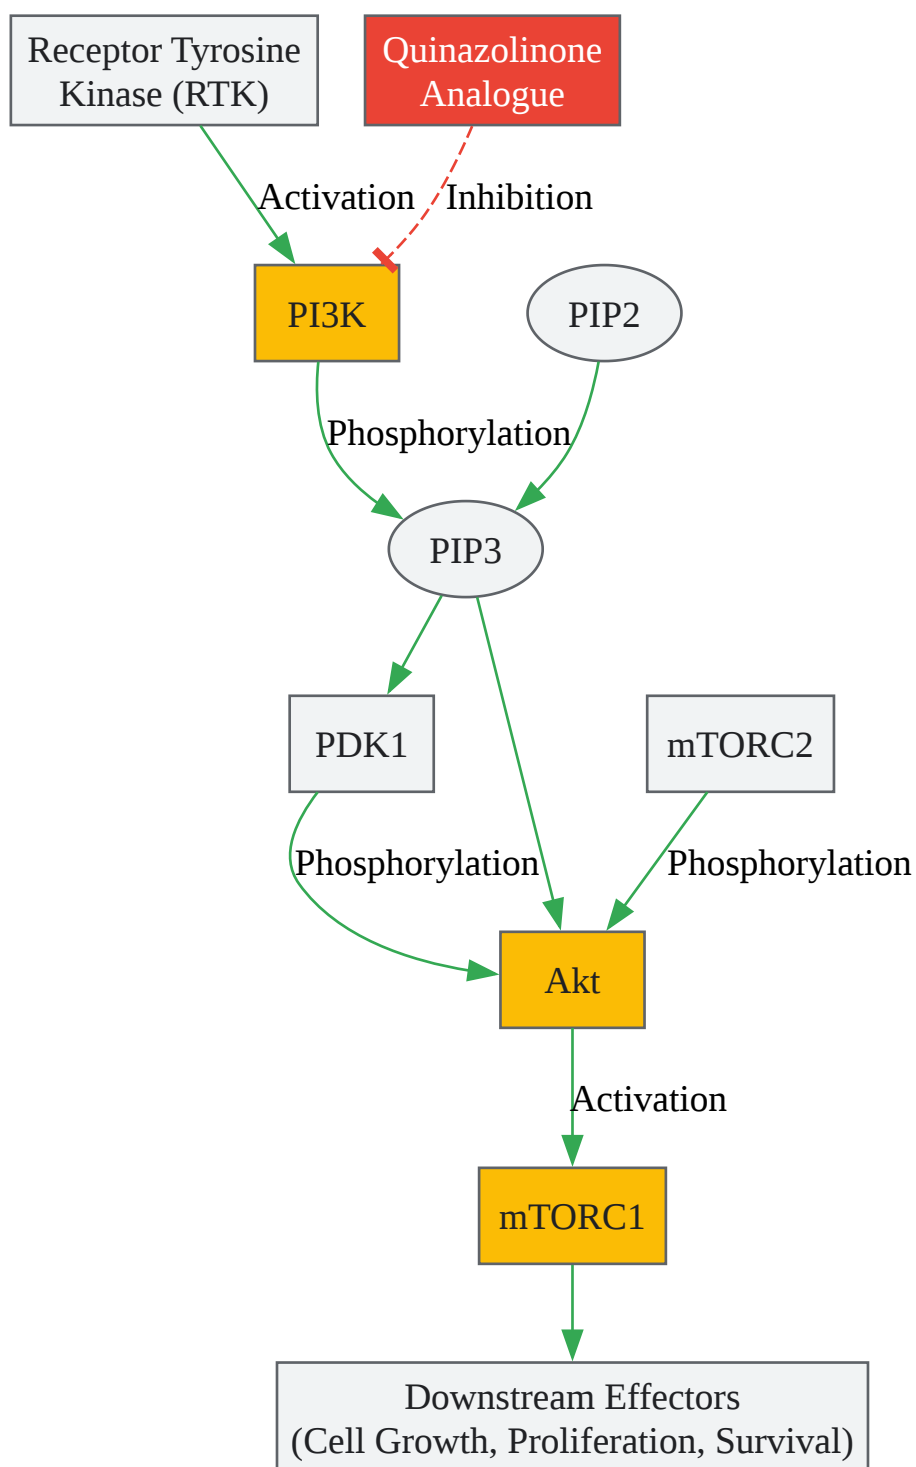 Receptor Tyrosine
Kinase (RTK)
Quinazolinone
Analogue
Activation
Inhibition
PI3K
PIP2
Phosphorylation
PIP3
PDK1
mTORC2
Phosphorylation
Phosphorylation
Akt
Activation
mTORC1
Downstream Effectors
(Cell Growth, Proliferation, Survival)